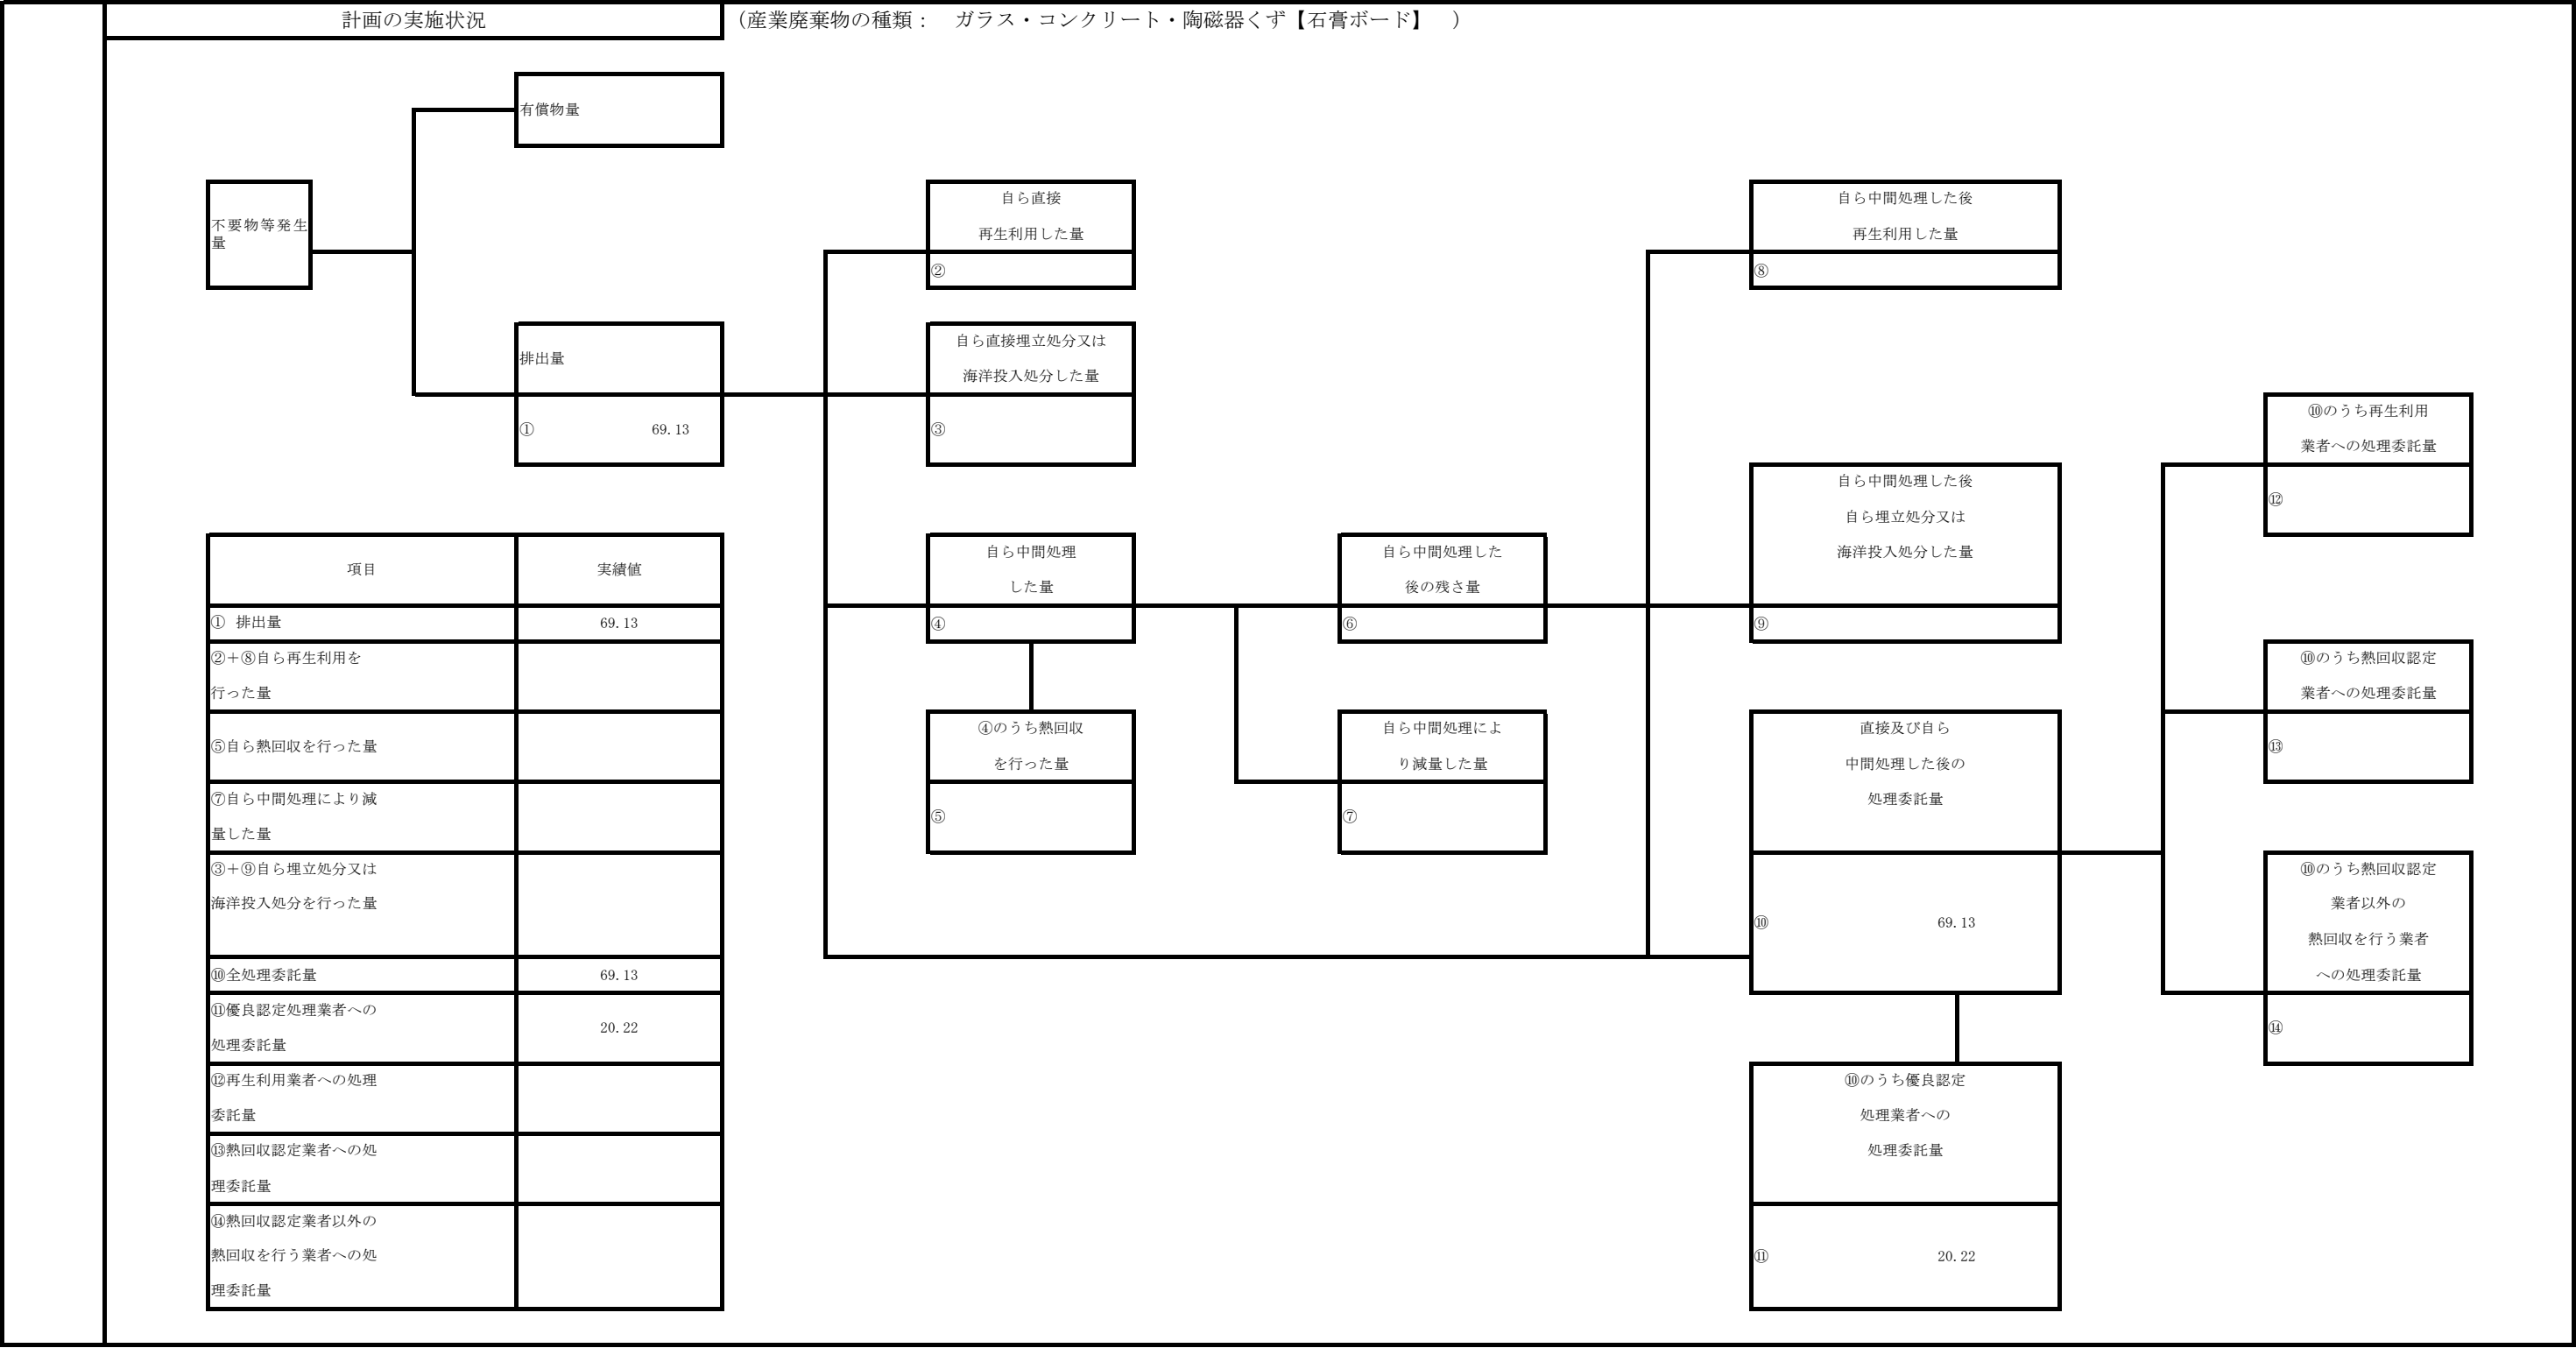 計画の実施状況
（産業廃棄物の種類：　ガラス・コンクリート・陶磁器くず【石膏ボード】　）
有償物量
不要物等発生
量
自ら直接
再生利用した量
②
自ら中間処理した後
再生利用した量
⑧
排出量
① 69.13
自ら直接埋立処分又は
海洋投入処分した量
③
⑩のうち再生利用
業者への処理委託量
⑫
自ら中間処理した後
自ら埋立処分又は
海洋投入処分した量
⑨
自ら中間処理
した量
④
自ら中間処理した
後の残さ量
⑥
⑩のうち熱回収認定
業者への処理委託量
⑬
④のうち熱回収
を行った量
⑤
自ら中間処理によ
り減量した量
⑦
直接及び自ら
中間処理した後の
処理委託量
⑩ 69.13
⑩のうち熱回収認定
業者以外の
熱回収を行う業者
への処理委託量
⑭
⑩のうち優良認定
処理業者への
処理委託量
⑪ 20.22
項目 実績値
① 排出量 69.13
②＋⑧自ら再生利用を
行った量
⑤自ら熱回収を行った量
⑦自ら中間処理により減
量した量
③＋⑨自ら埋立処分又は
海洋投入処分を行った量
⑩全処理委託量 69.13
⑪優良認定処理業者への
処理委託量 20.22
⑫再生利用業者への処理
委託量
⑬熱回収認定業者への処
理委託量
⑭熱回収認定業者以外の
熱回収を行う業者への処
理委託量